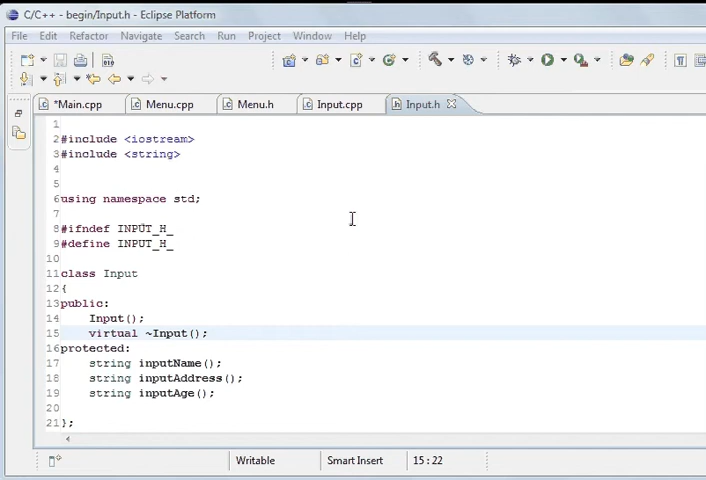 C/C++ - begin/Input.h - Eclipse Platform
File Edit Refactor Navigate Search Run Project Window Help
*Main.cpp Menu.cpp Menu.h Input.cpp Input.h
1
2 #include <iostream>
3 #include <string>
4
5
6 using namespace std;
7
8 #ifndef INPUT_H_
9 #define INPUT_H_
10
11 class Input
12 {
13 public:
14 Input();
15 virtual ~Input();
16 protected:
17 string inputName();
18 string inputAddress();
19 string inputAge();
20
21 };
Writable Smart Insert 15 : 22